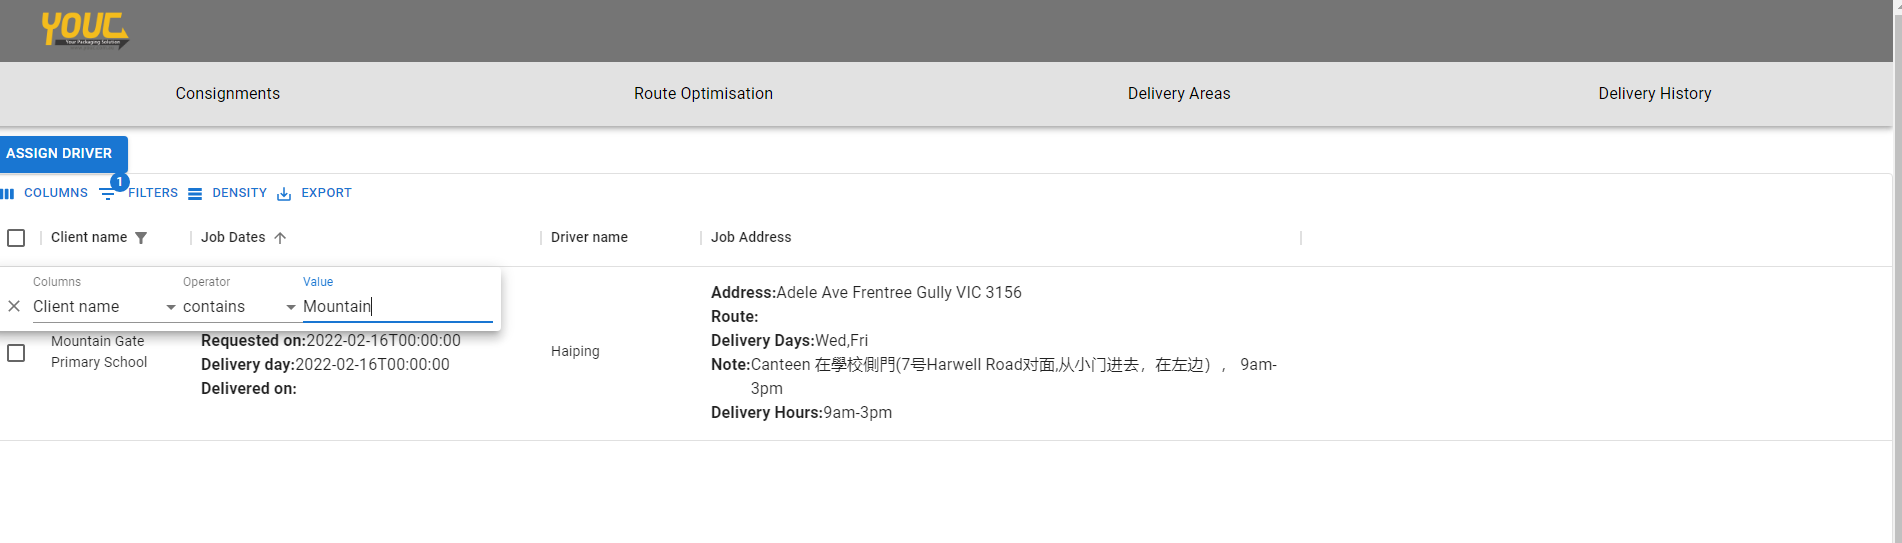 YOUC
Your Packaging Solution
Consignments
Route Optimisation
Delivery Areas
Delivery History
ASSIGN DRIVER
COLUMNS
1
FILTERS
DENSITY
EXPORT
Client name
Job Dates
Driver name
Job Address
Columns
Operator
Value
Client name
contains
Mountain
Mountain Gate
Primary School
Requested on:2022-02-16T00:00:00
Delivery day:2022-02-16T00:00:00
Delivered on:
Haiping
Address:Adele Ave Frentree Gully VIC 3156
Route:
Delivery Days:Wed,Fri
Note:Canteen 在學校側門(7号Harwell Road对面,从小门进去，在左边）， 9am-
3pm
Delivery Hours:9am-3pm